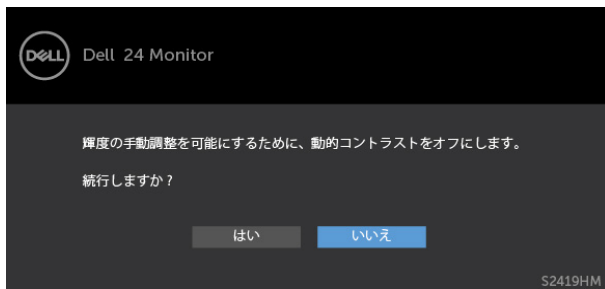 DELL
Dell 24 Monitor
輝度の手動調整を可能にするために、動的コントラストをオフにします。
続行しますか?
はい
いいえ
S2419HM